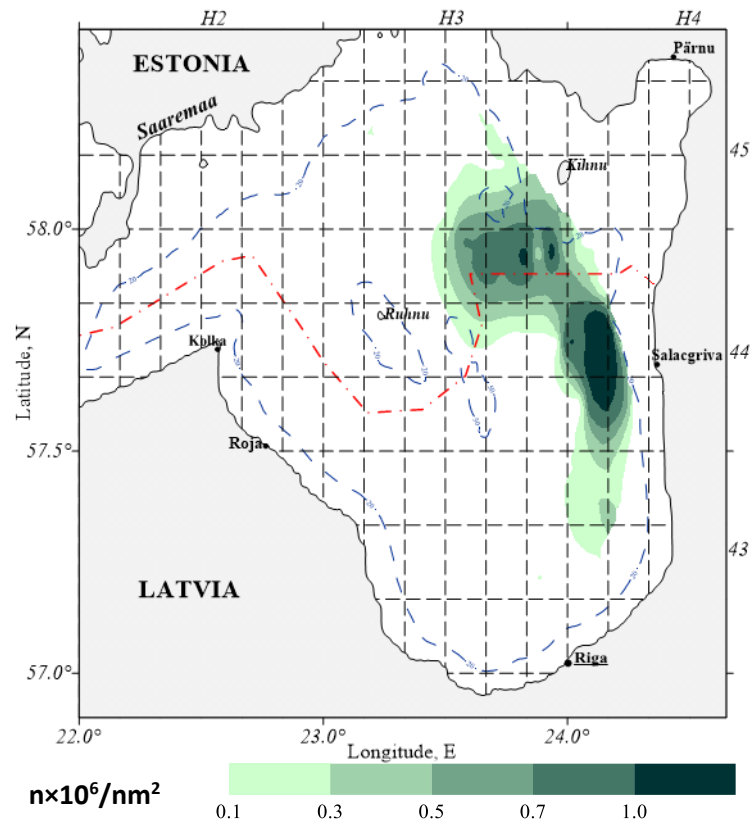 H2 H3 H4
Pärnu
ESTONIA
Saaremaa
45
Kihnu
58.0°
Ruhnu
Latitude, N
Kolka
44
Salacgriva
57.5°
Roja
43
LATVIA
57.0°
Riga
22.0° 23.0° 24.0°
Longitude, E
n×10⁶/nm²
0.1 0.3 0.5 0.7 1.0